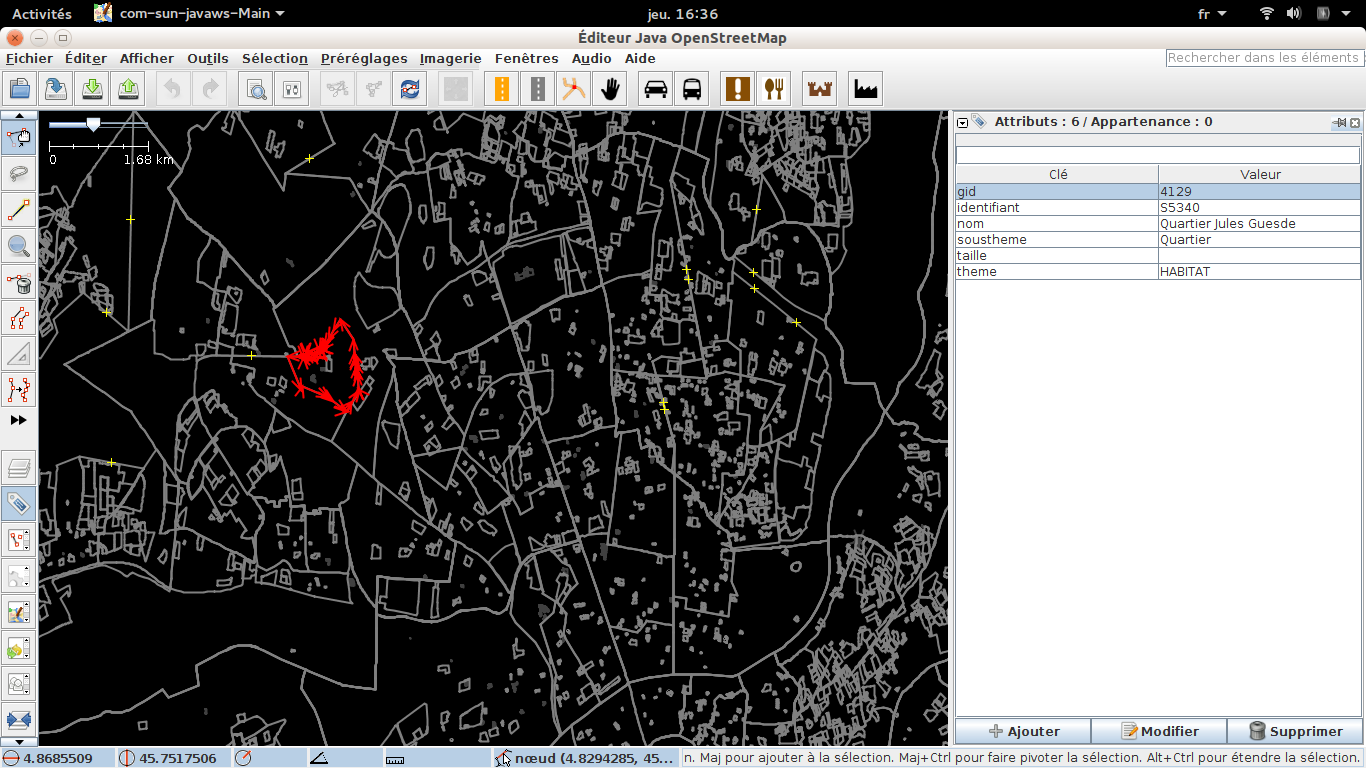 Activités com-sun-javaws-Main jeu. 16:36 fr
Éditeur Java OpenStreetMap
Fichier Éditer Afficher Outils Sélection Préréglages Imagerie Fenêtres Audio Aide
Rechercher dans les éléments
0 1.68 km
Attributs : 6 / Appartenance : 0
Clé Valeur
gid 4129
identifiant S5340
nom Quartier Jules Guesde
soustheme Quartier
taille
theme HABITAT
Ajouter Modifier Supprimer
4.8685509 45.7517506 nœud (4.8294285, 45... n. Maj pour ajouter à la sélection. Maj+Ctrl pour faire pivoter la sélection. Alt+Ctrl pour étendre la sélection.